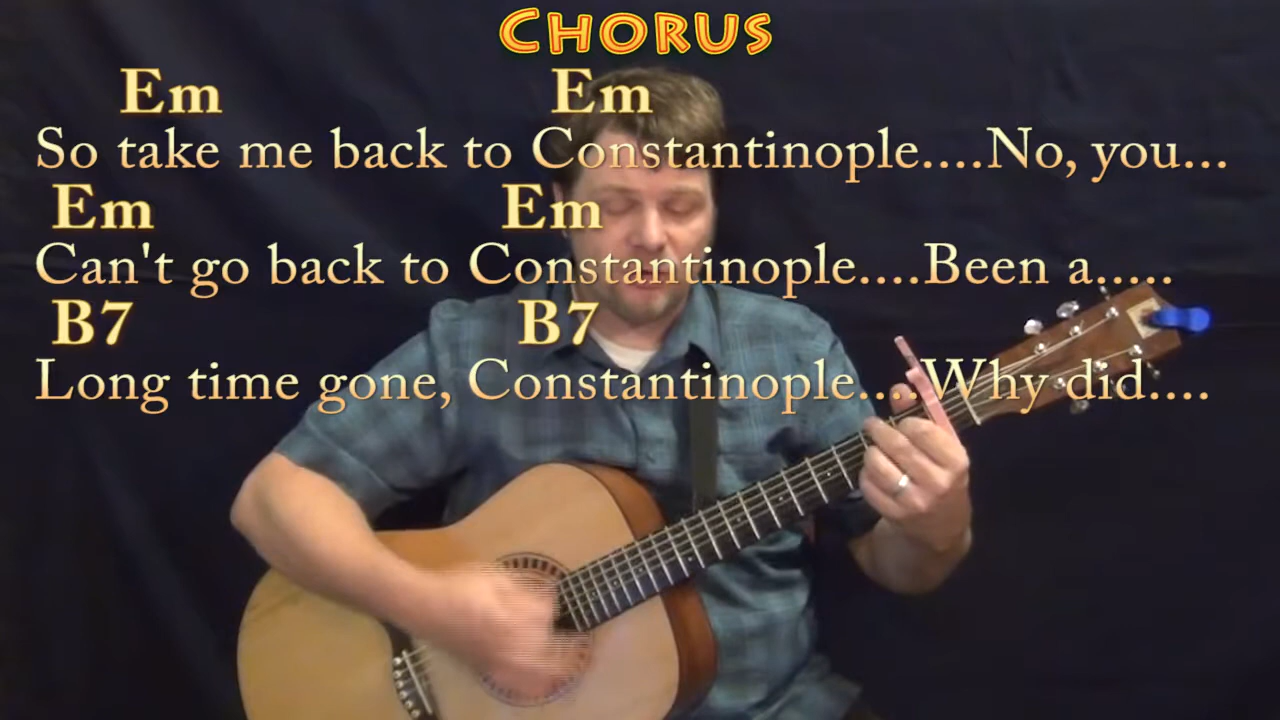 CHORUS
Em Em
So take me back to Constantinople....No, you...
Em Em
Can't go back to Constantinople....Been a.....
B7 B7
Long time gone, Constantinople....Why did....